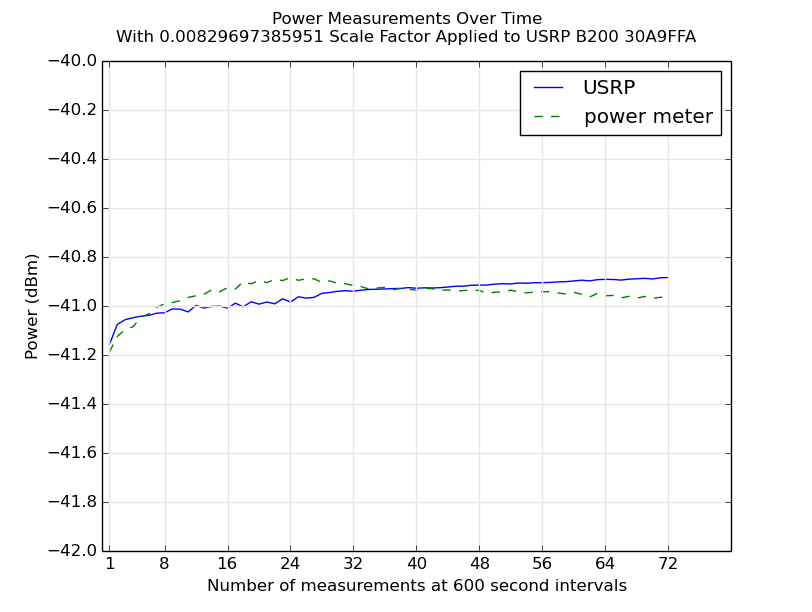 Power Measurements Over Time
With 0.00829697385951 Scale Factor Applied to USRP B200 30A9FFA
USRP
power meter
Power (dBm)
−40.0
−40.2
−40.4
−40.6
−40.8
−41.0
−41.2
−41.4
−41.6
−41.8
−42.0
1 8 16 24 32 40 48 56 64 72
Number of measurements at 600 second intervals